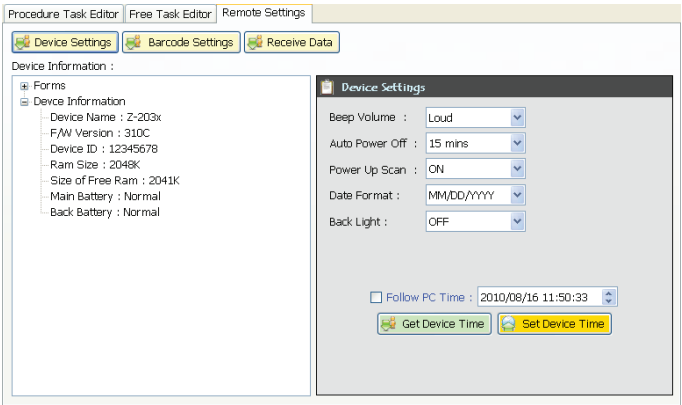 Procedure Task Editor Free Task Editor Remote Settings
Device Settings Barcode Settings Receive Data
Device Information :
Forms
Devce Information
Device Name : Z-203x
F/W Version : 310C
Device ID : 12345678
Ram Size : 2048K
Size of Free Ram : 2041K
Main Battery : Normal
Back Battery : Normal
Device Settings
Beep Volume : Loud
Auto Power Off : 15 mins
Power Up Scan : ON
Date Format : MM/DD/YYYY
Back Light : OFF
Follow PC Time : 2010/08/16 11:50:33
Get Device Time Set Device Time